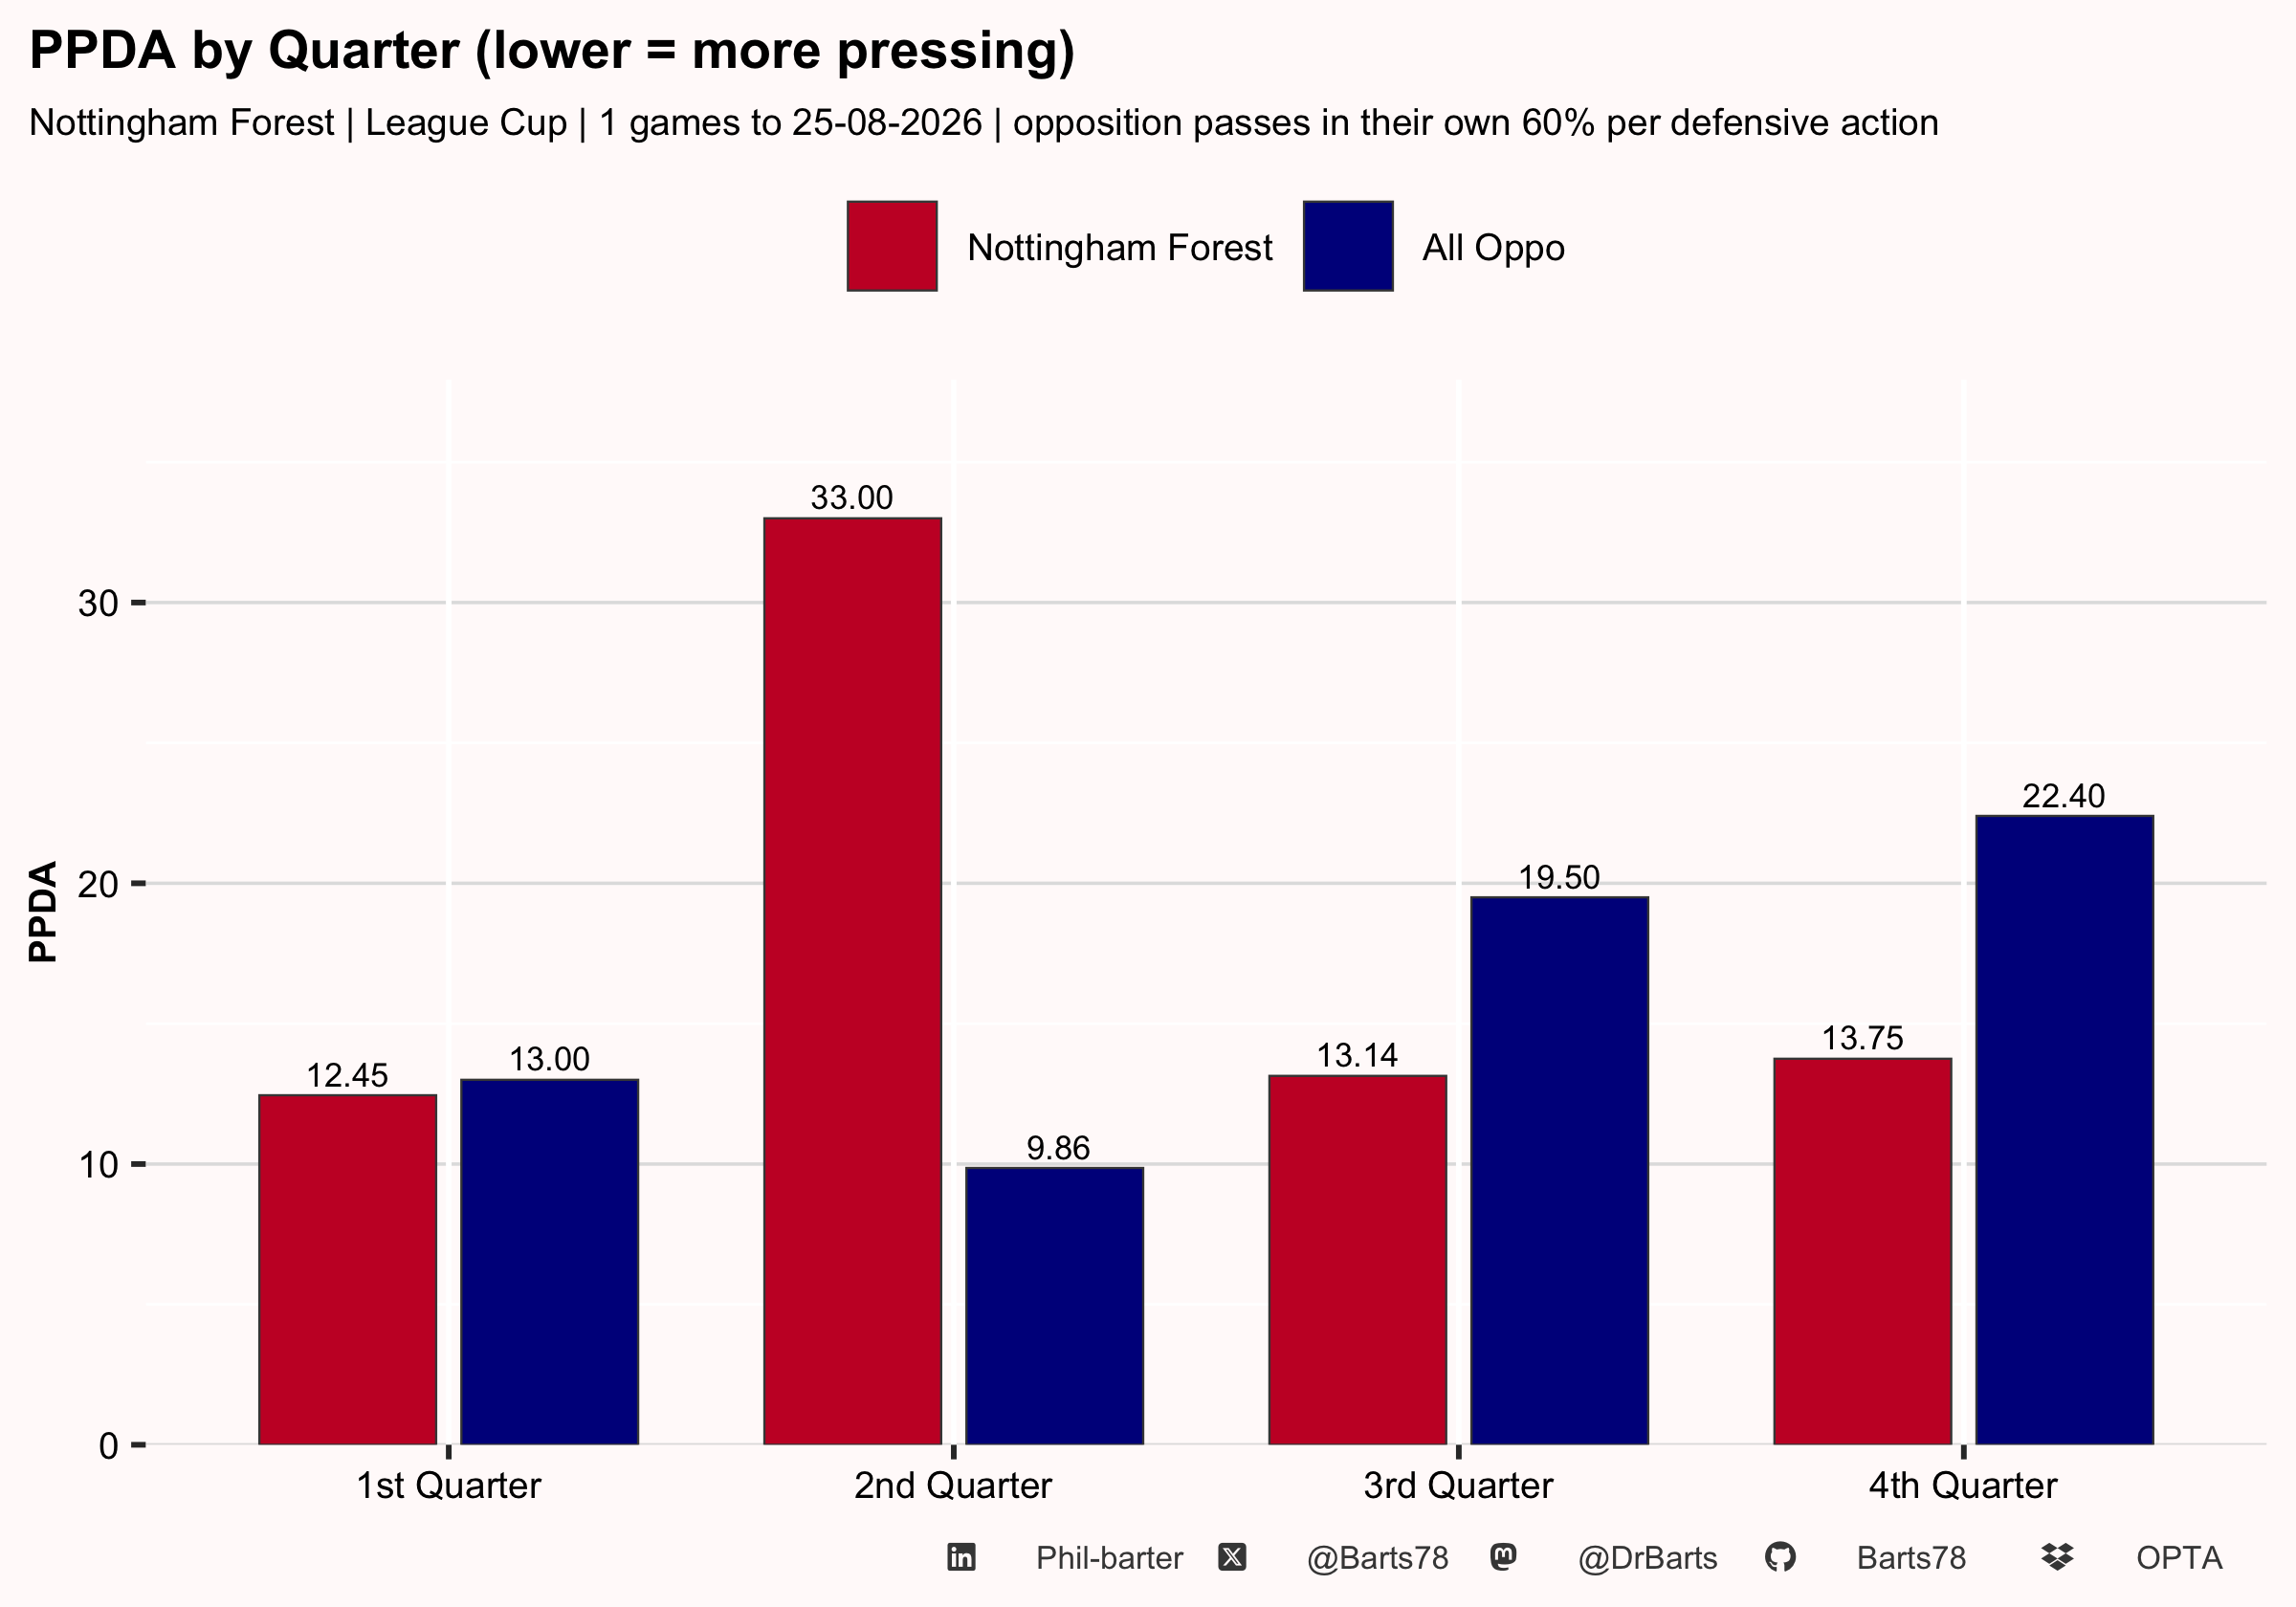 PPDA by Quarter (lower = more pressing)
Nottingham Forest | League Cup | 1 games to 25-08-2026 | opposition passes in their own 60% per defensive action
Nottingham Forest All Oppo
PPDA
30
20
10
0
12.45
13.00
33.00
9.86
13.14
19.50
13.75
22.40
1st Quarter 2nd Quarter 3rd Quarter 4th Quarter
Phil-barter @Barts78 @DrBarts Barts78 OPTA